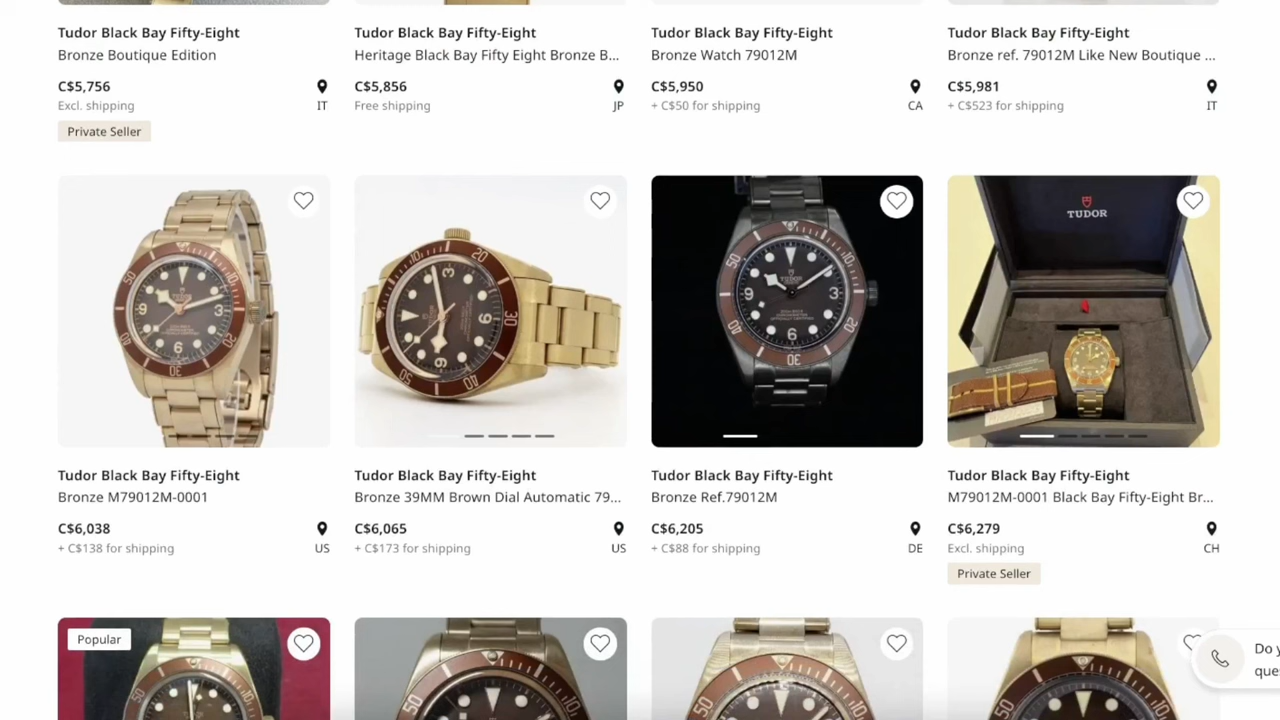 Tudor Black Bay Fifty-Eight
Bronze Boutique Edition
C$5,756
Excl. shipping
IT
Private Seller
Tudor Black Bay Fifty-Eight
Heritage Black Bay Fifty Eight Bronze B...
C$5,856
Free shipping
JP
Tudor Black Bay Fifty-Eight
Bronze Watch 79012M
C$5,950
+ C$50 for shipping
CA
Tudor Black Bay Fifty-Eight
Bronze ref. 79012M Like New Boutique ...
C$5,981
+ C$523 for shipping
IT
TUDOR
Tudor Black Bay Fifty-Eight
Bronze M79012M-0001
C$6,038
+ C$138 for shipping
US
Tudor Black Bay Fifty-Eight
Bronze 39MM Brown Dial Automatic 79...
C$6,065
+ C$173 for shipping
US
Tudor Black Bay Fifty-Eight
Bronze Ref.79012M
C$6,205
+ C$88 for shipping
DE
Tudor Black Bay Fifty-Eight
M79012M-0001 Black Bay Fifty-Eight Br...
C$6,279
Excl. shipping
CH
Private Seller
Popular
Do y
ques